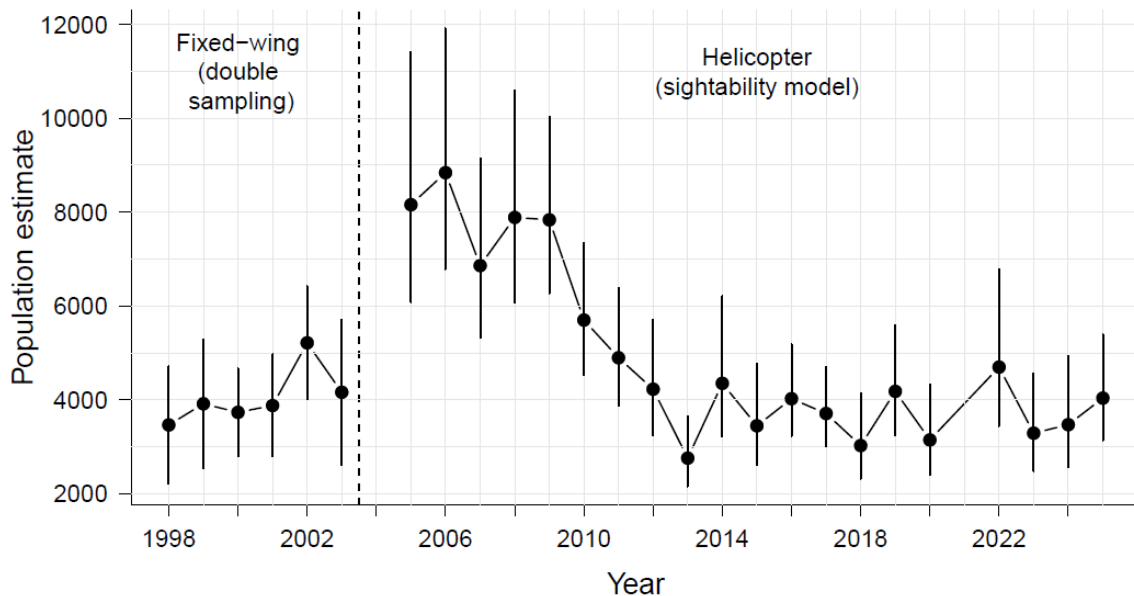 12000
10000
8000
6000
4000
2000
Population estimate
Fixed−wing
(double
sampling)
Helicopter
(sightability model)
1998 2002 2006 2010 2014 2018 2022
Year